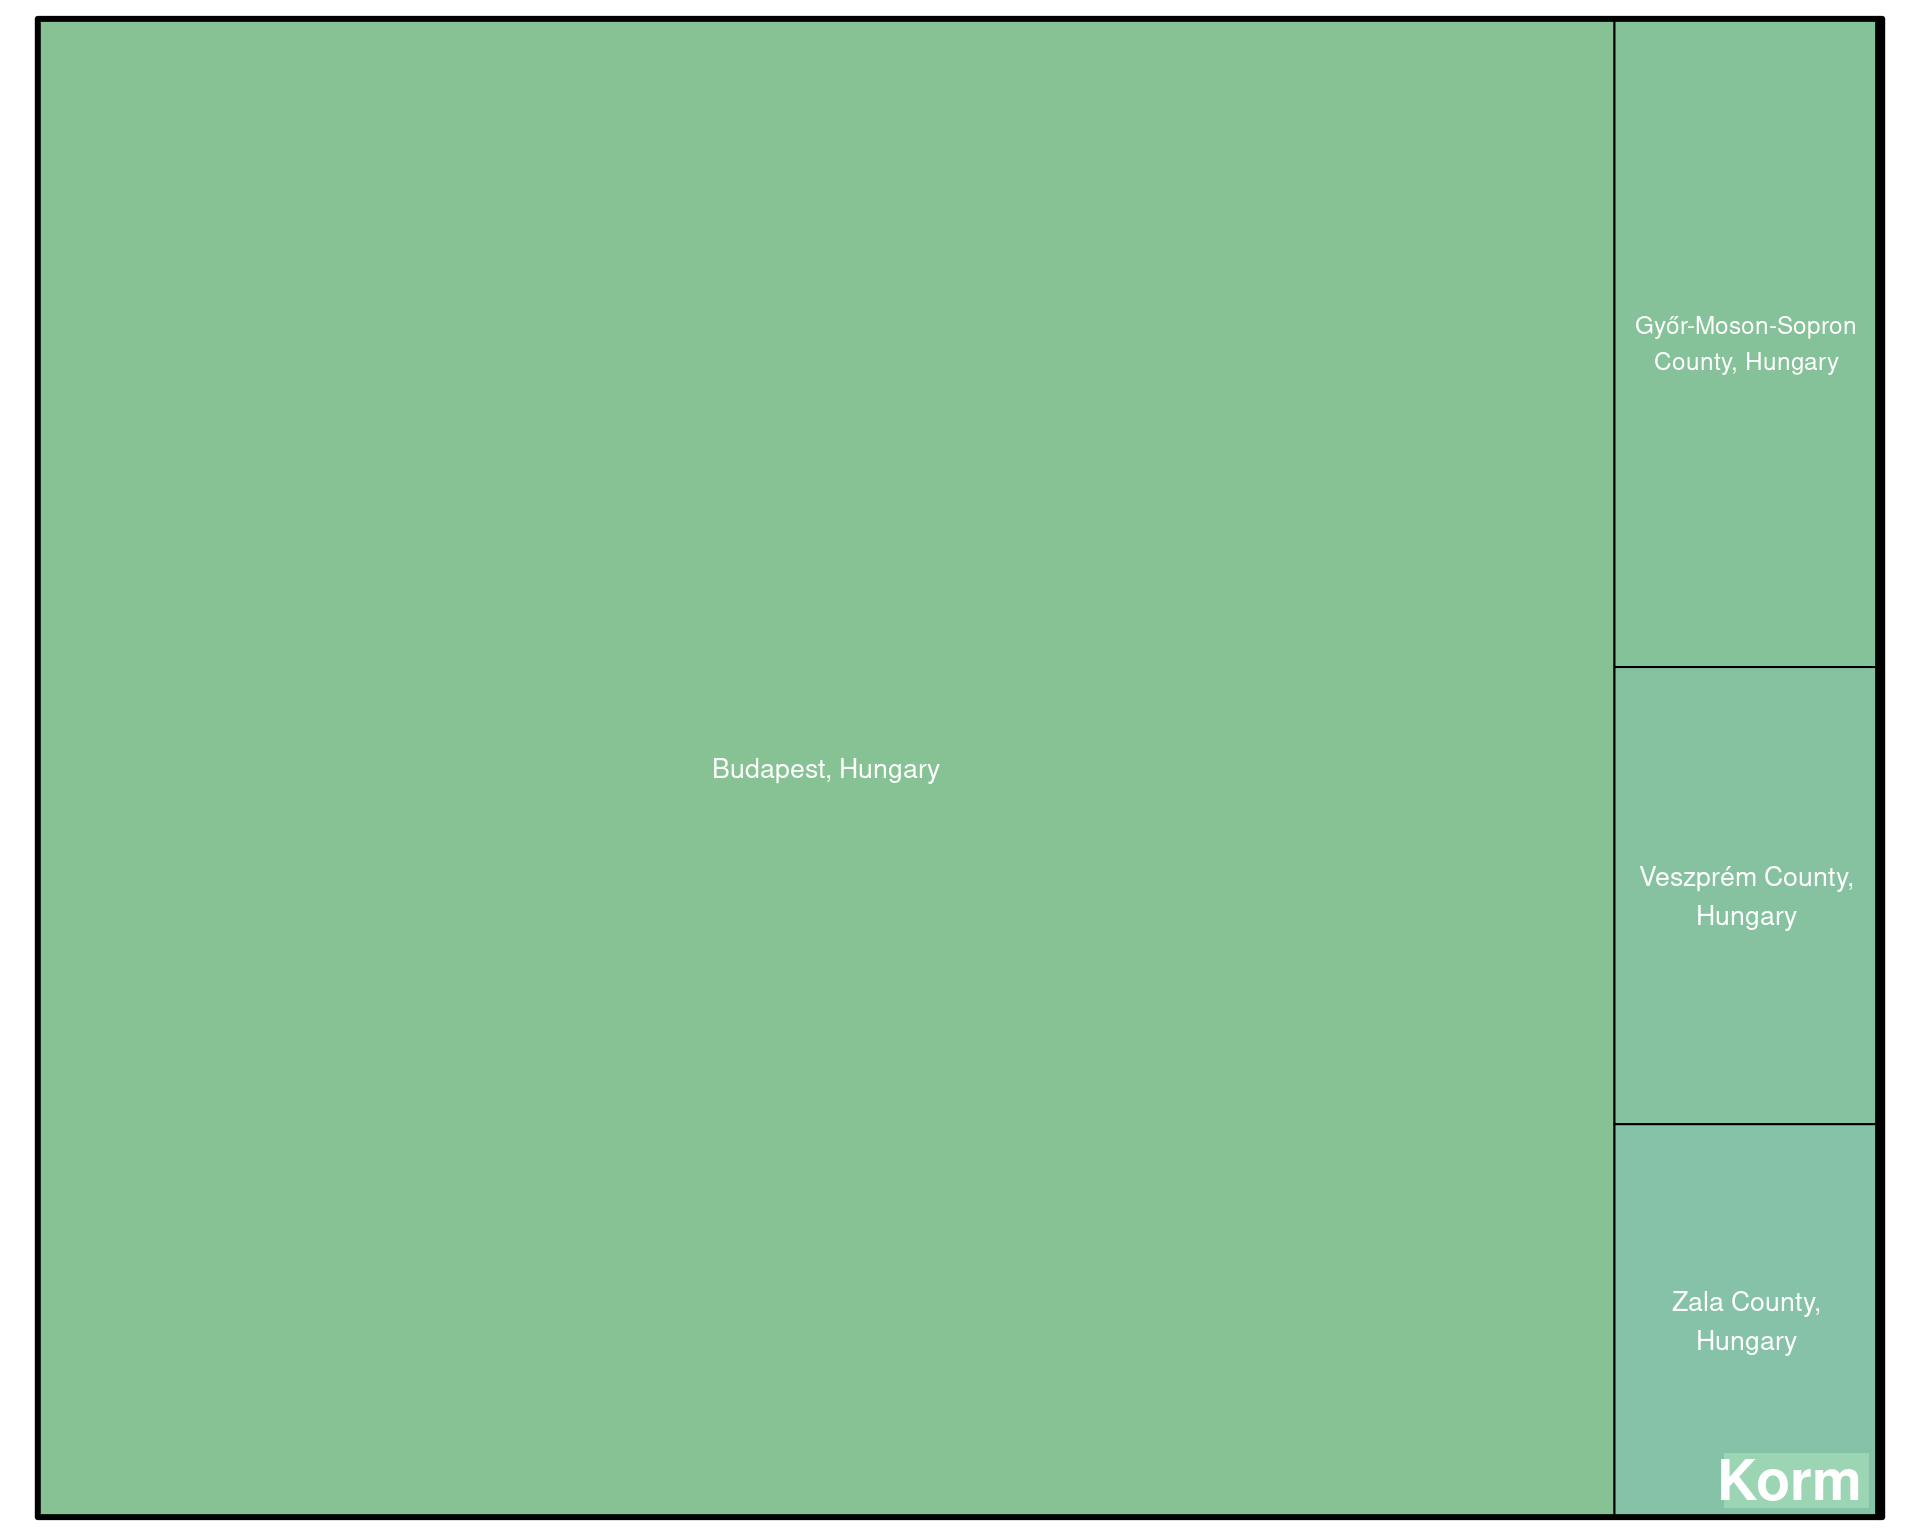 Győr-Moson-Sopron
County, Hungary
Budapest, Hungary
Veszprém County,
Hungary
Zala County,
Hungary
Korm